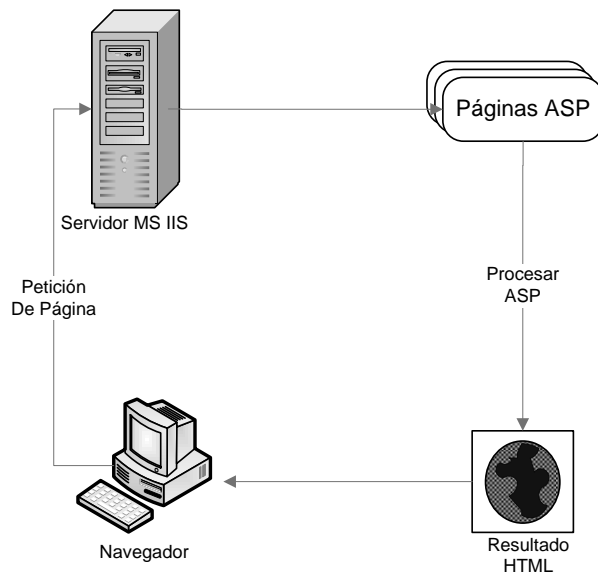 Páginas ASP
Servidor MS IIS
Petición
De Página
Procesar
ASP
Navegador
Resultado
HTML